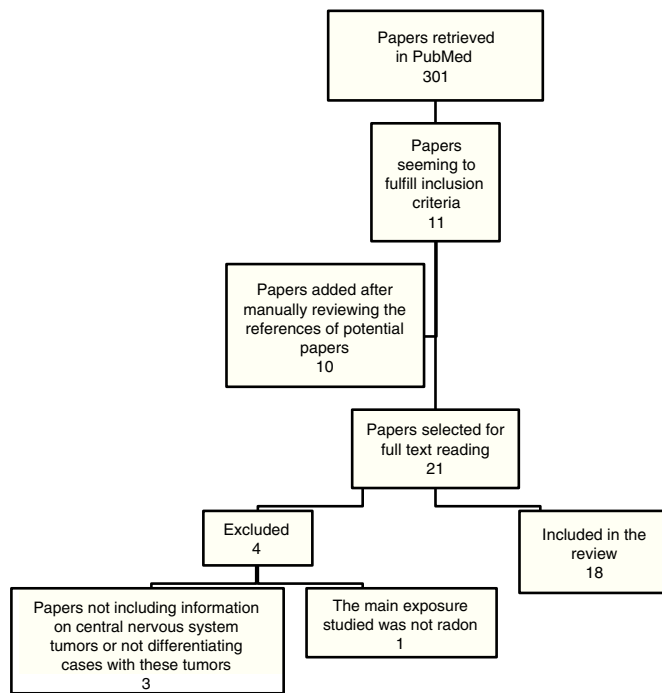 Papers retrieved
in PubMed
301
Papers
seeming to
fulfill inclusion
criteria
11
Papers added after
manually reviewing the
references of potential
papers
10
Papers selected for
full text reading
21
Excluded
4
Included in the
review
18
Papers not including information
on central nervous system
tumors or not differentiating
cases with these tumors
3
The main exposure
studied was not radon
1